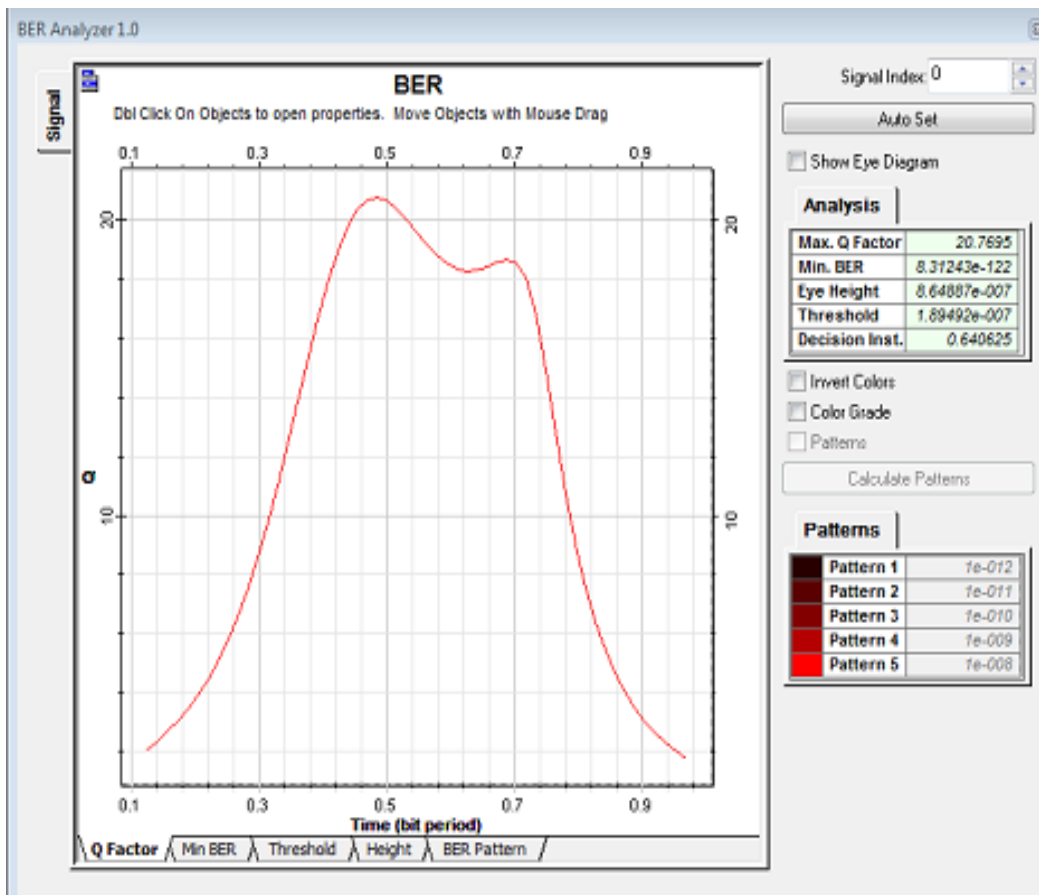 BER Analyzer 1.0
Signal
BER
Dbl Click On Objects to open properties. Move Objects with Mouse Drag
0.1 0.3 0.5 0.7 0.9
20 20
Q
10 10
0.1 0.3 0.5 0.7 0.9
Time (bit period)
Q Factor Min BER Threshold Height BER Pattern
Signal Index: 0
Auto Set
Show Eye Diagram
Analysis
Max. Q Factor 20.7695
Min. BER 8.31243e-122
Eye Height 8.64887e-007
Threshold 1.89492e-007
Decision Inst. 0.640625
Invert Colors
Color Grade
Patterns
Calculate Patterns
Patterns
Pattern 1 1e-012
Pattern 2 1e-011
Pattern 3 1e-010
Pattern 4 1e-009
Pattern 5 1e-008